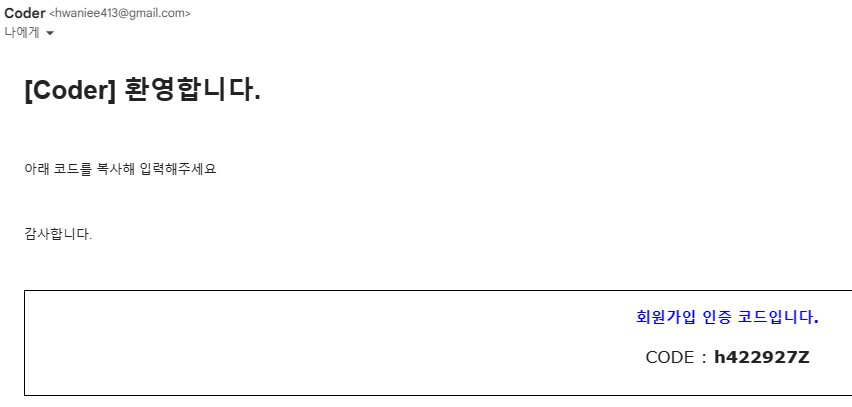 Coder <hwaniee413@gmail.com>
나에게
[Coder] 환영합니다.
아래 코드를 복사해 입력해주세요
감사합니다.
회원가입 인증 코드입니다.
CODE : h422927Z